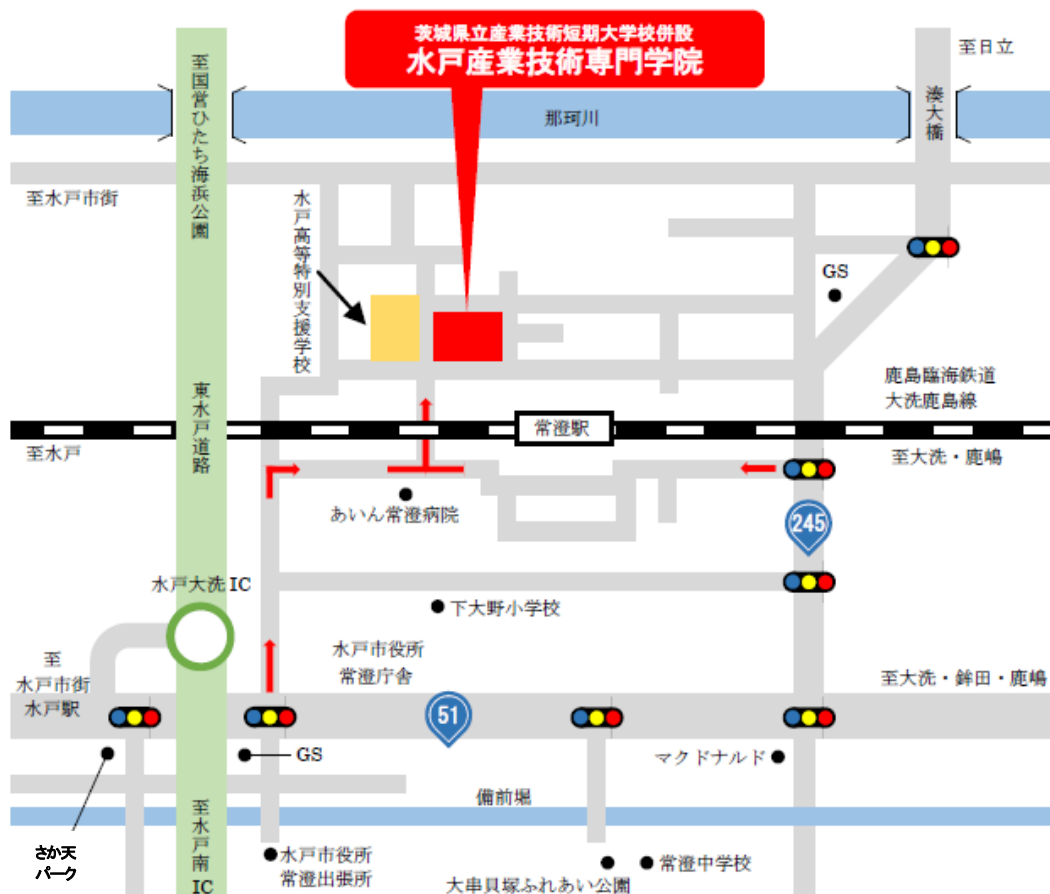 茨城県立産業技術短期大学校併設
水戸産業技術専門学院
至日立
至国営ひたち海浜公園
湊大橋
那珂川
至水戸市街
水戸高等特別支援学校
GS
東水戸道路
鹿島臨海鉄道
大洗鹿島線
常澄駅
至水戸
至大洗・鹿嶋
あいん常澄病院
245
水戸大洗 IC
下大野小学校
水戸市役所
常澄庁舎
至
水戸市街
水戸駅
至大洗・鉾田・鹿嶋
51
GS
マクドナルド
備前堀
至水戸南IC
さか天
パーク
水戸市役所
常澄出張所
常澄中学校
大串貝塚ふれあい公園